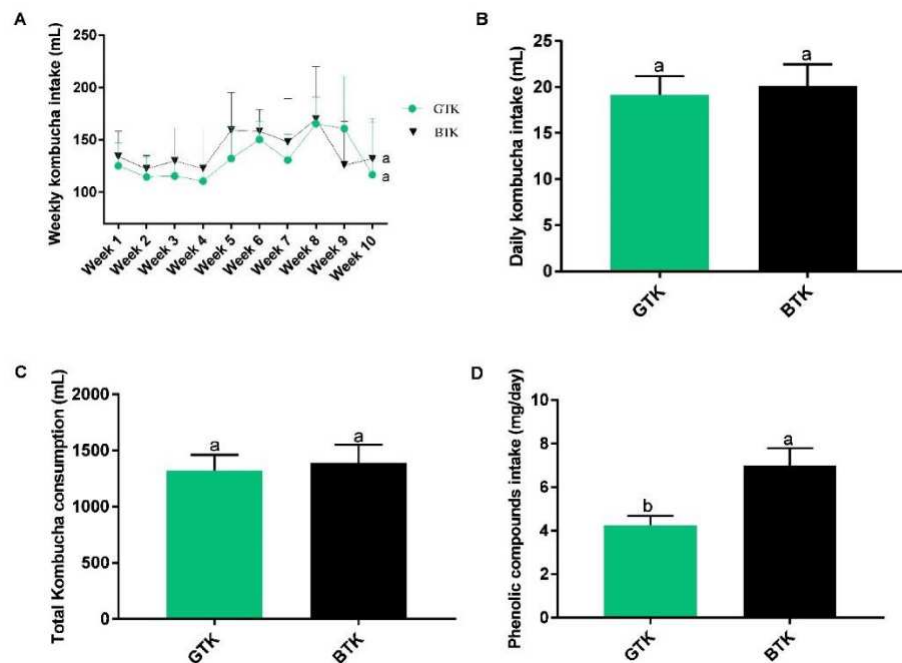 A
Weekly kombucha intake (mL)
250
200
150
100
Week 1
Week 2
Week 3
Week 4
Week 5
Week 6
Week 7
Week 8
Week 9
Week 10
a
a
GTK
BTK
B
Daily kombucha intake (mL)
25
20
15
10
5
0
a
a
GTK
BTK
C
Total Kombucha consumption (mL)
2000
1500
1000
500
0
a
a
GTK
BTK
D
Phenolic compounds intake (mg/day)
10
8
6
4
2
0
b
a
GTK
BTK